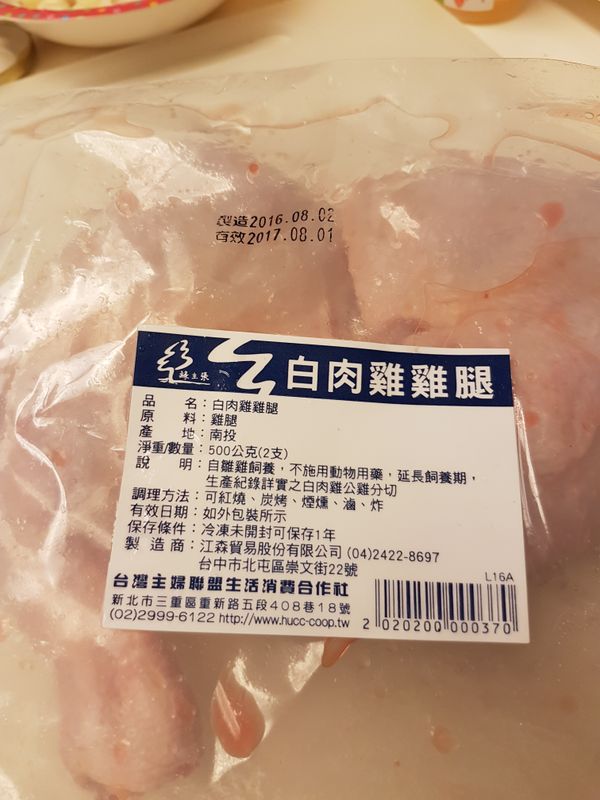 製造2016.08.02
有效2017.08.01
綠主張
白肉雞雞腿
品名：白肉雞雞腿
原料：雞腿
產地：南投
淨重/數量：500公克(2支)
說明：自雛雞飼養，不施用動物用藥，延長飼養期，
生產紀錄詳實之白肉雞公雞分切
調理方法：可紅燒、炭烤、煙燻、滷、炸
有效日期：如外包裝所示
保存條件：冷凍未開封可保存1年
製造商：江森貿易股份有限公司 (04)2422-8697
台中市北屯區崇文街22號
L16A
台灣主婦聯盟生活消費合作社
新北市三重區重新路五段408巷18號
(02)2999-6122 http://www.hucc-coop.tw
2020200000370